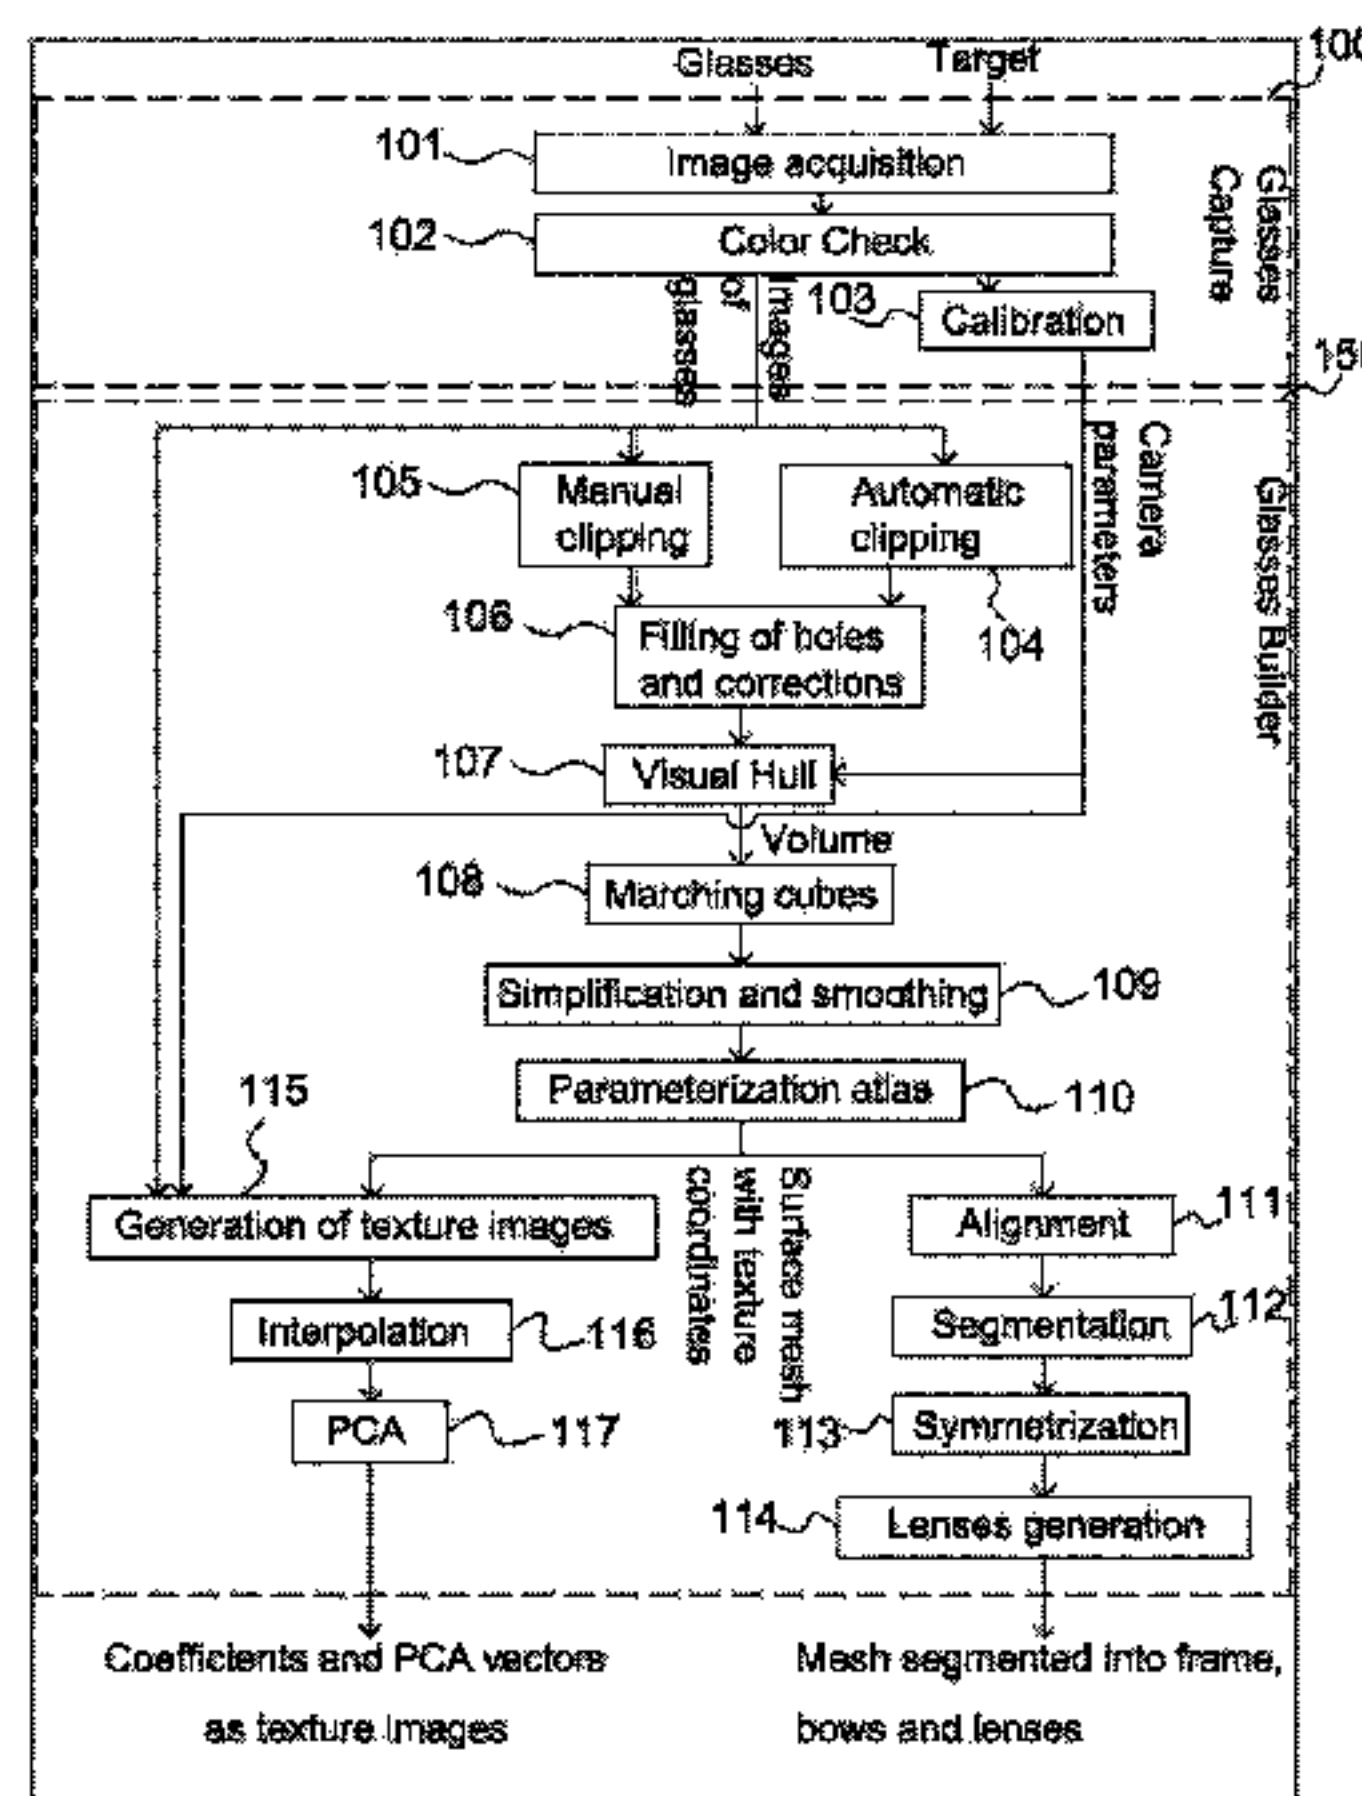 Glasses
Target
101
Image acquisition
102
Color Check
Glasses
Capture
Images
of
glasses
103
Calibration
105
Manual
clipping
Automatic
clipping
104
Camera
parameters
Glasses Builder
106
Filling of holes
and corrections
107
Visual Hull
Volume
108
Marching cubes
Simplification and smoothing
109
Parameterization atlas
110
115
Generation of texture images
Surface mesh
with texture
coordinates
Alignment
111
Interpolation
116
Segmentation
112
PCA
117
113
Symmetrization
114
Lenses generation
Coefficients and PCA vectors
as texture images
Mesh segmented into frame,
bows and lenses